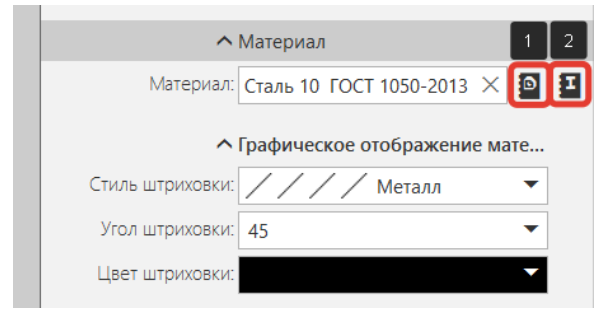 Материал
1
2
Материал: Сталь 10 ГОСТ 1050-2013
Графическое отображение мате...
Стиль штриховки: Металл
Угол штриховки: 45
Цвет штриховки: